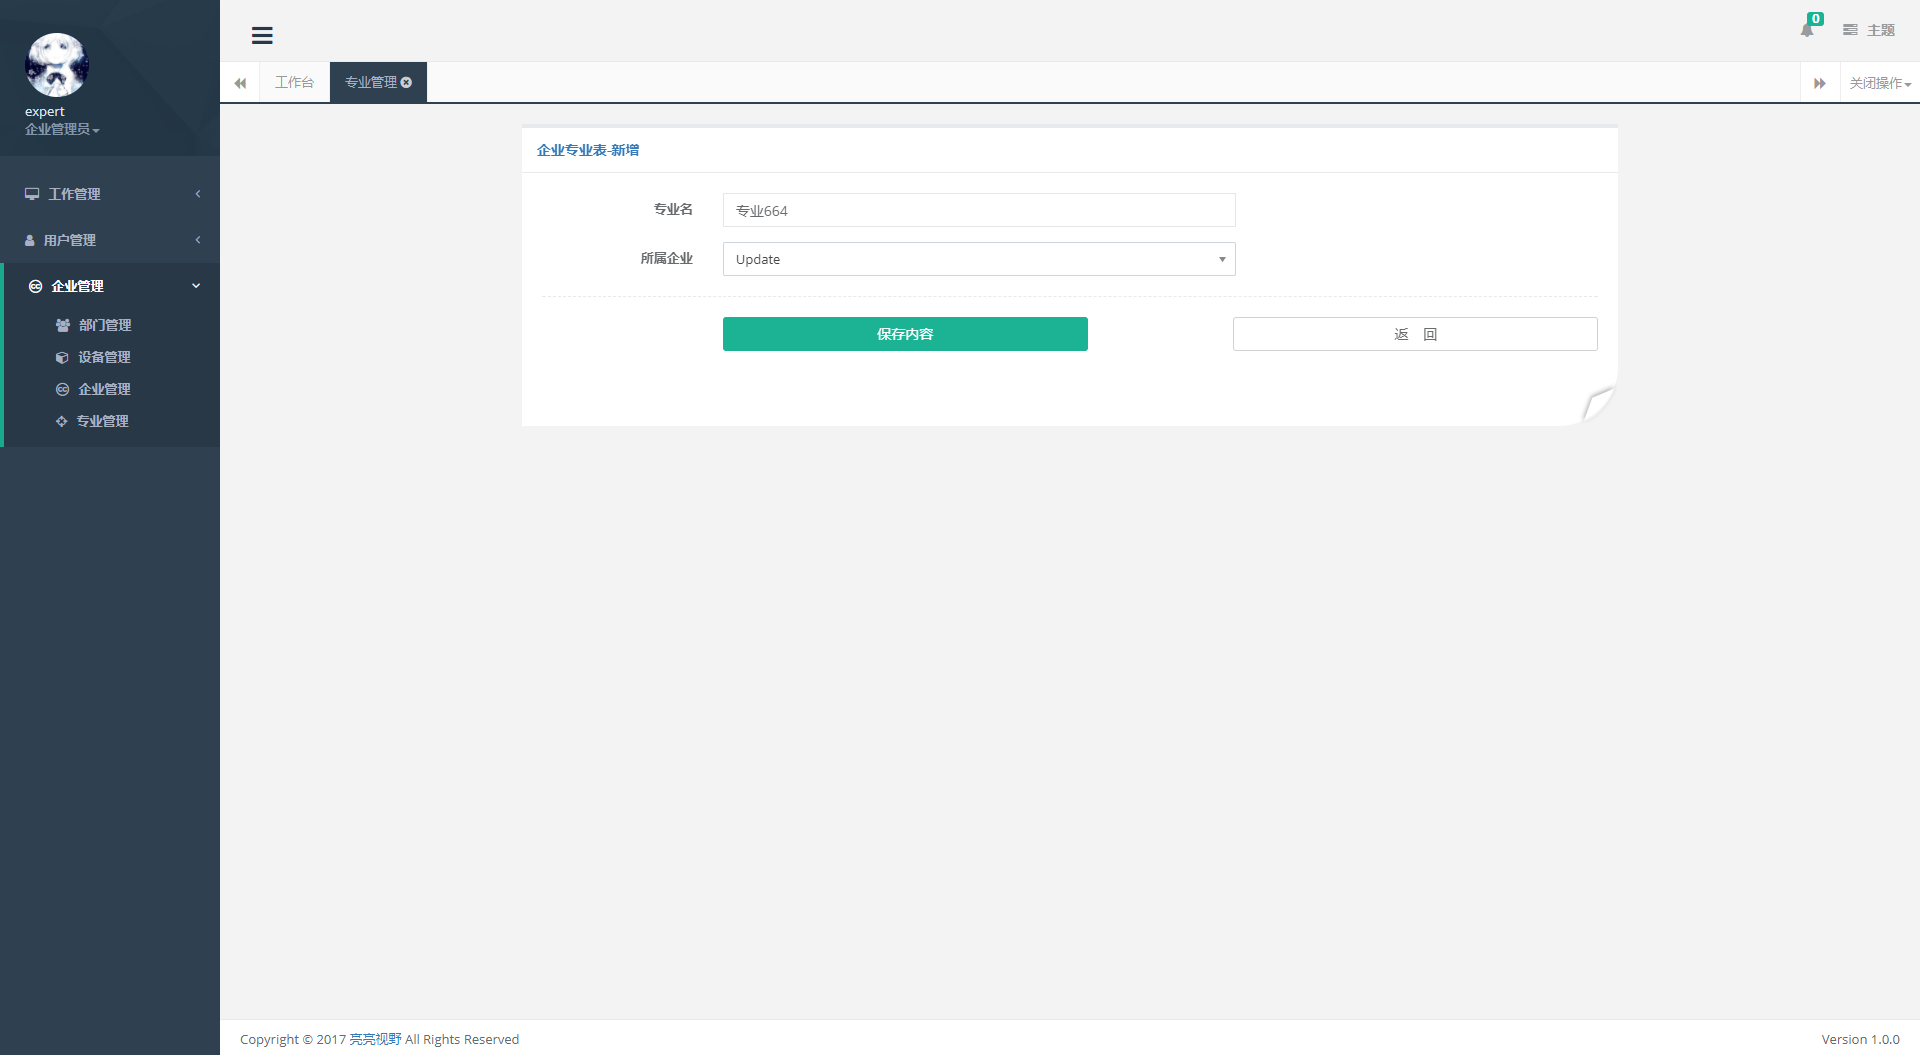 expert
企业管理员
工作管理
用户管理
企业管理
部门管理
设备管理
企业管理
专业管理
0
主题
工作台
专业管理
关闭操作
企业专业表-新增
专业名
专业664
所属企业
Update
保存内容
返 回
Copyright © 2017 亮亮视野 All Rights Reserved
Version 1.0.0